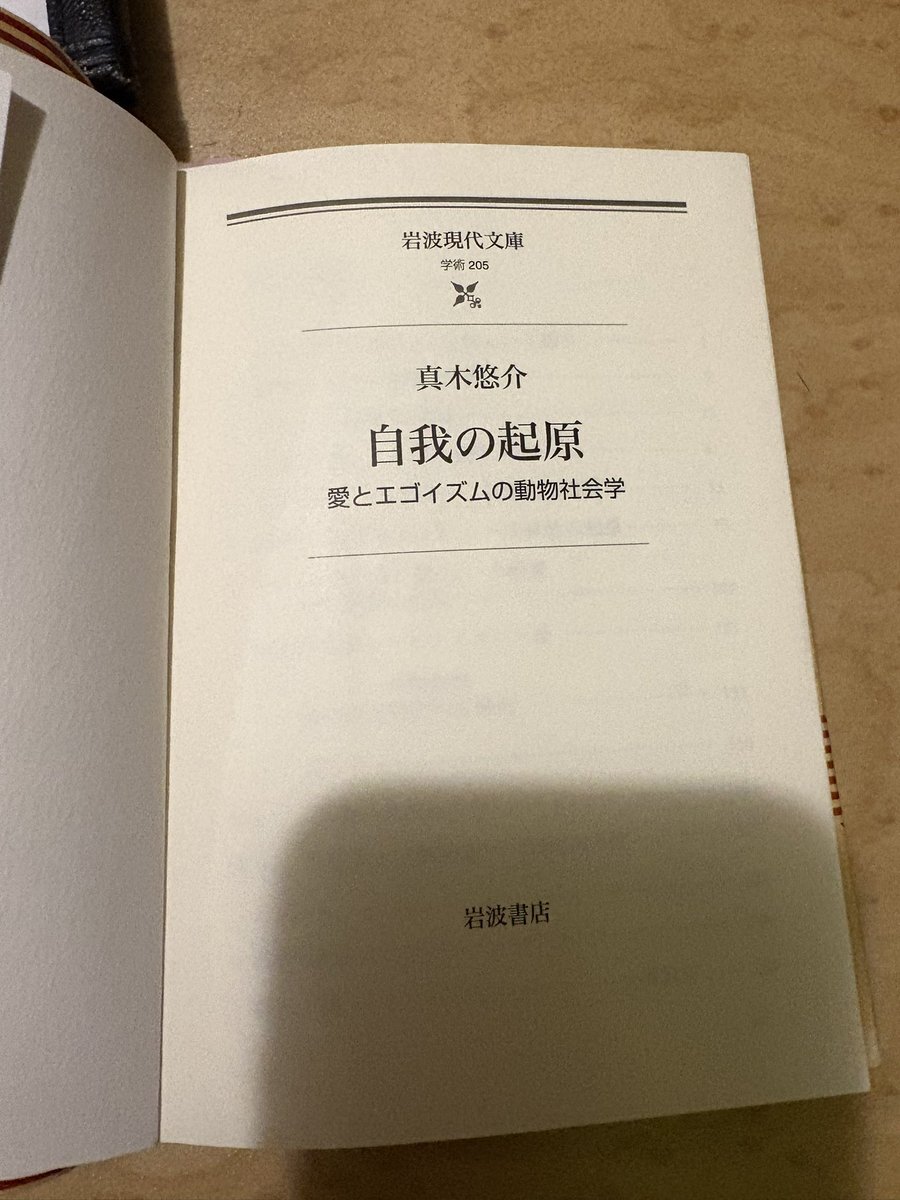 岩波現代文庫
学術 205
真木悠介
自我の起原
愛とエゴイズムの動物社会学
岩波書店